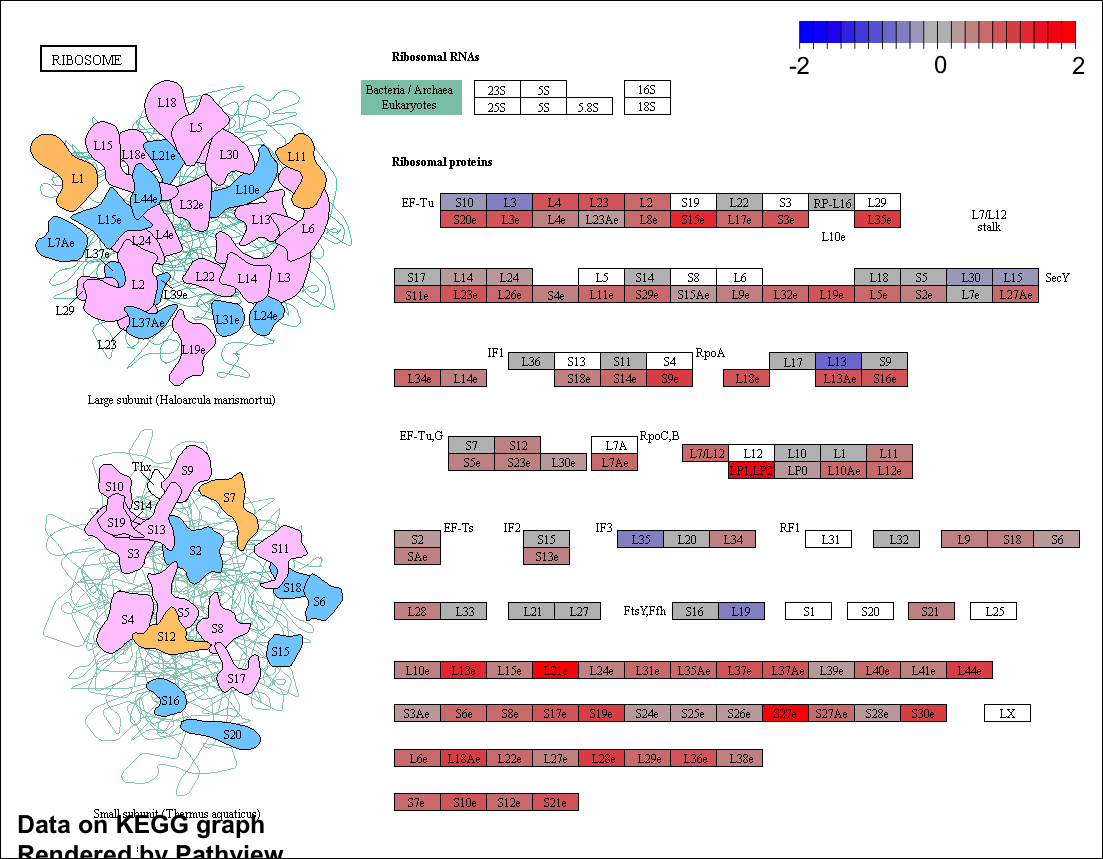 RIBOSOME
-2 0 2
Ribosomal RNAs
Bacteria / Archaea 23S 5S 16S
Eukaryotes 25S 5S 5.8S 18S
Ribosomal proteins
EF-Tu S10 L3 L4 L23 L2 S19 L22 S3 RP-L16 L29
S20e L3e L4e L23Ae L8e S15e L17e S3e L35e
L10e
L7/L12
stalk
S17 L14 L24 L5 S14 S8 L6 L18 S5 L30 L15 SecY
S11e L23e L26e S4e L11e S29e S15Ae L9e L32e L19e L5e S2e L7e L27Ae
IF1 L36 S13 S11 S4 RpoA L17 L13 S9
L34e L14e S18e S14e S9e L18e L13Ae S16e
EF-Tu,G S7 S12 L7A RpoC,B L7/L12 L12 L10 L1 L11
S5e S23e L30e L7Ae LP1,LP2 LP0 L10Ae L12e
S2 EF-Ts IF2 S15 IF3 L35 L20 L34 RF1 L31 L32 L9 S18 S6
SAe S13e
L28 L33 L21 L27 FtsY,Ffh S16 L19 S1 S20 S21 L25
L10e L13e L15e L21e L24e L31e L35Ae L37e L37Ae L39e L40e L41e L44e
S3Ae S6e S8e S17e S19e S24e S25e S26e S27e S27Ae S28e S30e LX
L6e L18Ae L22e L27e L28e L29e L36e L38e
S7e S10e S12e S21e
L18
L5
L15
L18e
L21e
L30
L11
L1
L44e
L10e
L32e
L15e
L13
L6
L7Ae
L24
L4e
L37e
L2
L22
L14
L3
L39e
L29
L37Ae
L31e
L24e
L23
L19e
Large subunit (Haloarcula marismortui)
Thx
S9
S10
S7
S14
S19
S13
S3
S2
S11
S18
S6
S4
S5
S12
S8
S15
S17
S16
S20
Small subunit (Thermus aquaticus)
Data on KEGG graph
Rendered by Pathview